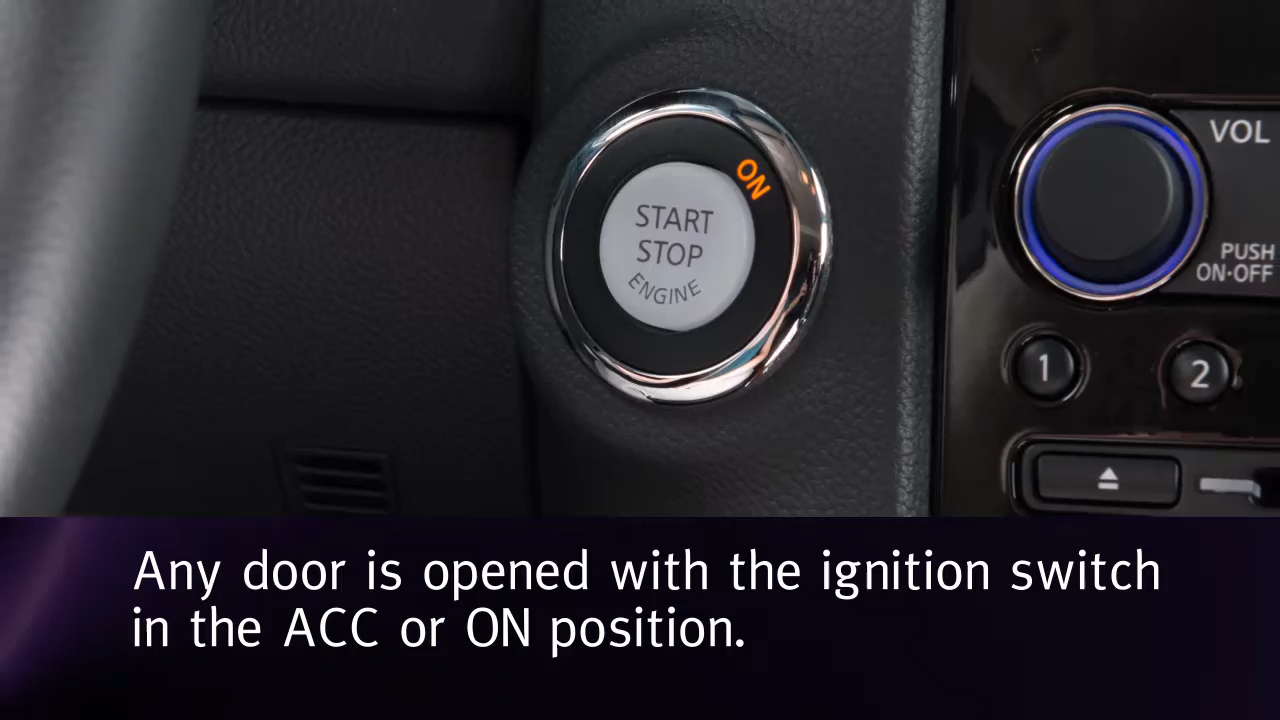 ON
START
STOP
ENGINE
VOL
PUSH
ON·OFF
1
2
Any door is opened with the ignition switch
in the ACC or ON position.